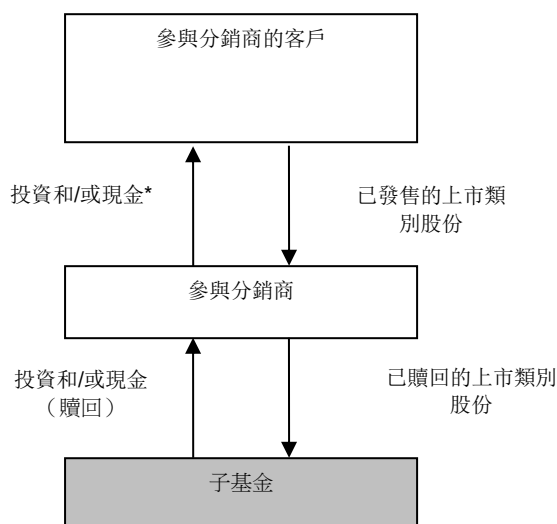 參與分銷商的客戶
投資和/或現金*
已發售的上市類
別股份
參與分銷商
投資和/或現金
（贖回）
已贖回的上市類別
股份
子基金